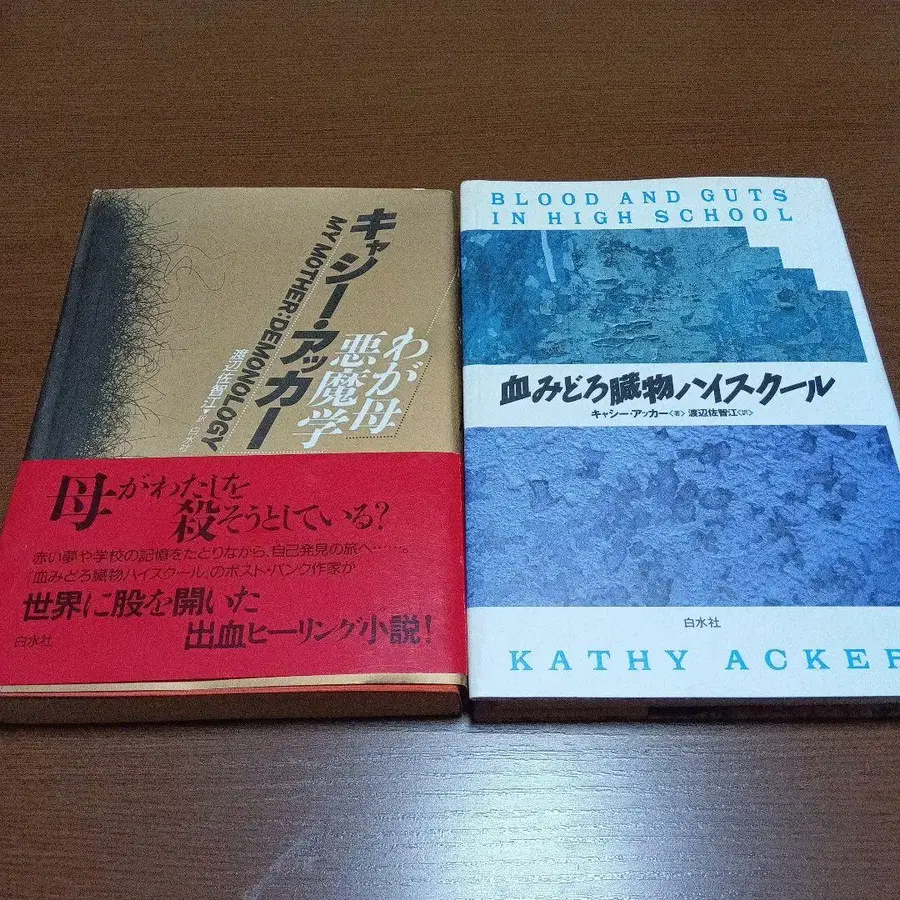 キャシー・アッカー
MY MOTHER:DEMONOLOGY
わが母
悪魔学
渡辺佐智江
母がわたしを
殺そうとしている?
赤い夢や学校の記憶をたどりながら、自己発見の旅へ……。
『血みどろ臓物ハイスクール』のポスト・パンク作家が
世界に股を開いた
出血ヒーリング小説!
白水社
BLOOD AND GUTS
IN HIGH SCHOOL
血みどろ臓物ハイスクール
キャシー・アッカー〈著〉 渡辺佐智江〈訳〉
白水社
KATHY ACKER